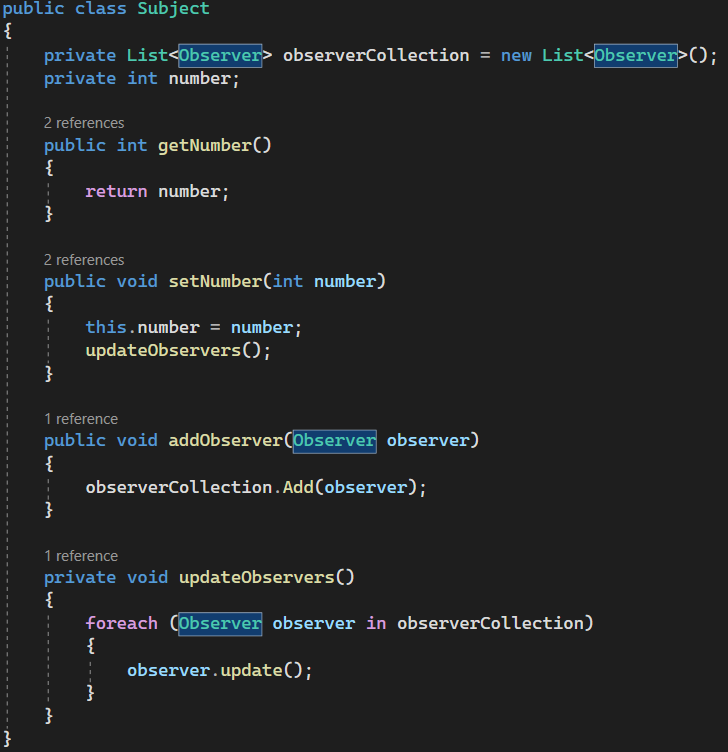 public class Subject
{
    private List<Observer> observerCollection = new List<Observer>();
    private int number;
    2 references
    public int getNumber()
    {
        return number;
    }
    2 references
    public void setNumber(int number)
    {
        this.number = number;
        updateObservers();
    }
    1 reference
    public void addObserver(Observer observer)
    {
        observerCollection.Add(observer);
    }
    1 reference
    private void updateObservers()
    {
        foreach (Observer observer in observerCollection)
        {
            observer.update();
        }
    }
}